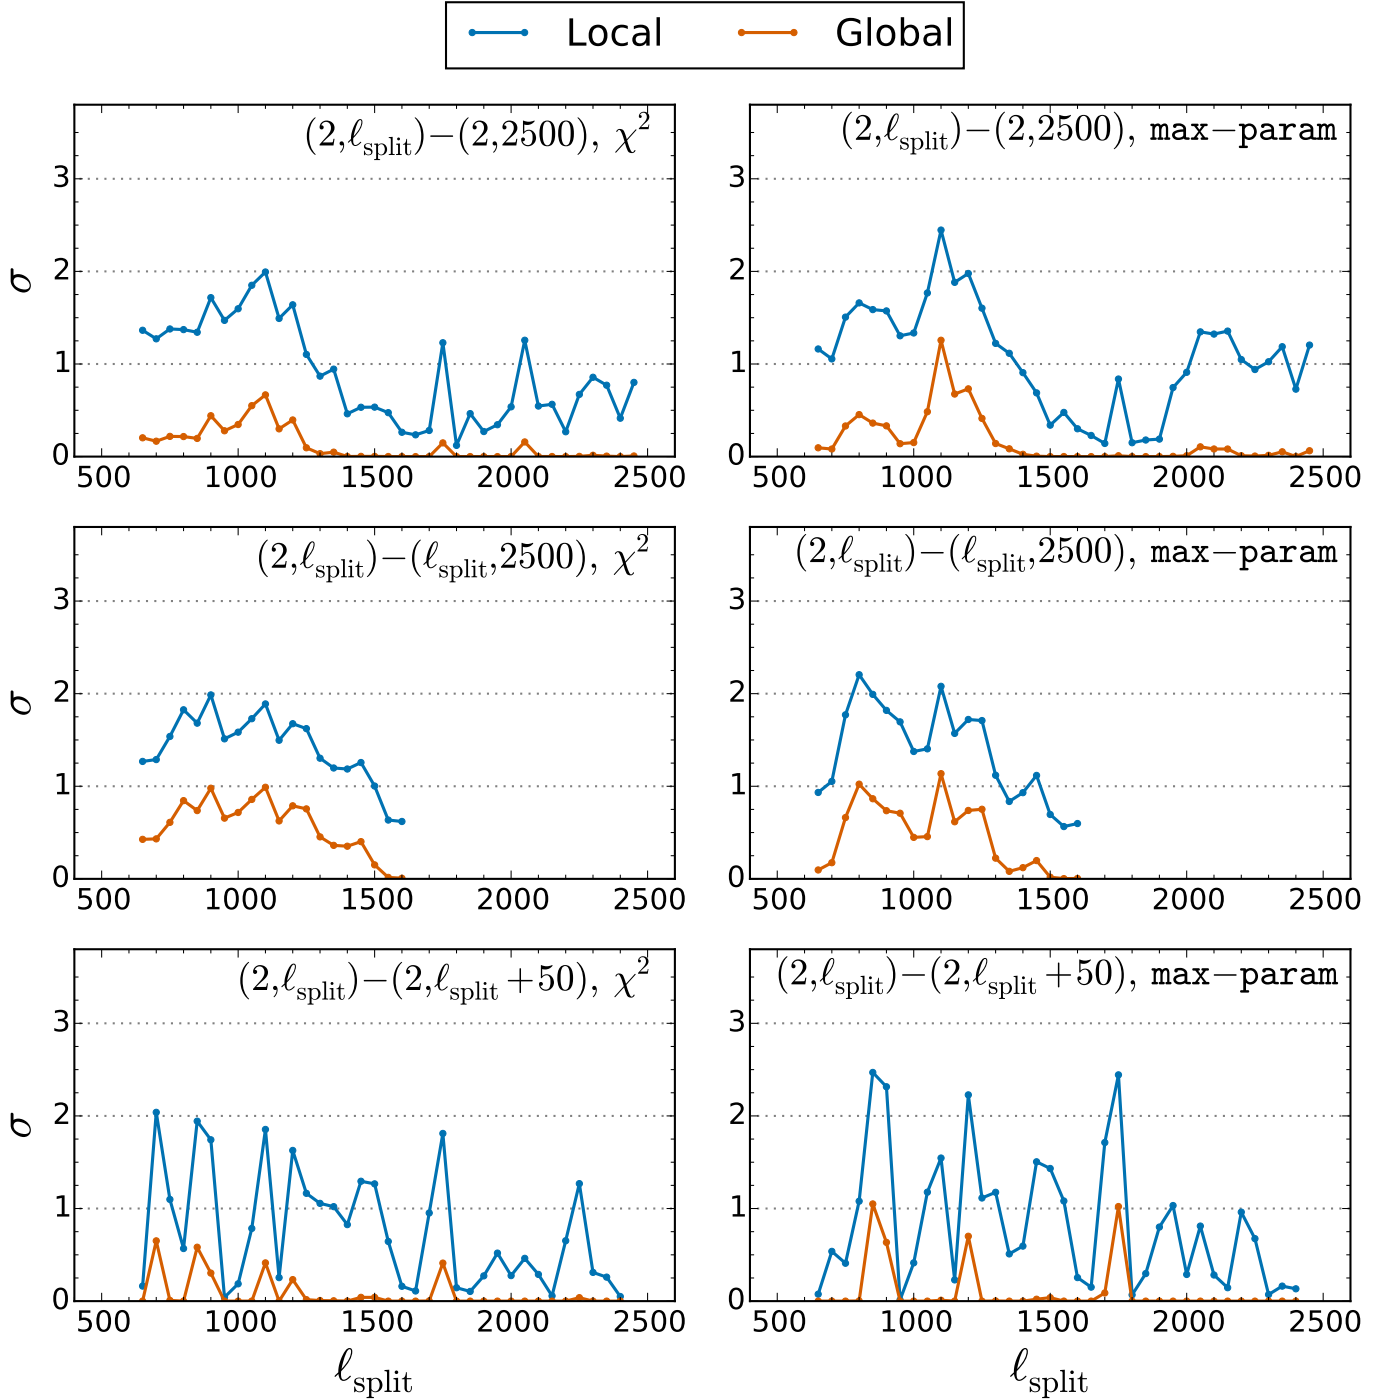 Local Global
(2,ℓsplit)−(2,2500), χ²
(2,ℓsplit)−(2,2500), max−param
σ
3
2
1
0
500 1000 1500 2000 2500
3
2
1
0
500 1000 1500 2000 2500
(2,ℓsplit)−(ℓsplit,2500), χ²
(2,ℓsplit)−(ℓsplit,2500), max−param
σ
3
2
1
0
500 1000 1500 2000 2500
3
2
1
0
500 1000 1500 2000 2500
(2,ℓsplit)−(2,ℓsplit+50), χ²
(2,ℓsplit)−(2,ℓsplit+50), max−param
σ
3
2
1
0
500 1000 1500 2000 2500
3
2
1
0
500 1000 1500 2000 2500
ℓsplit
ℓsplit